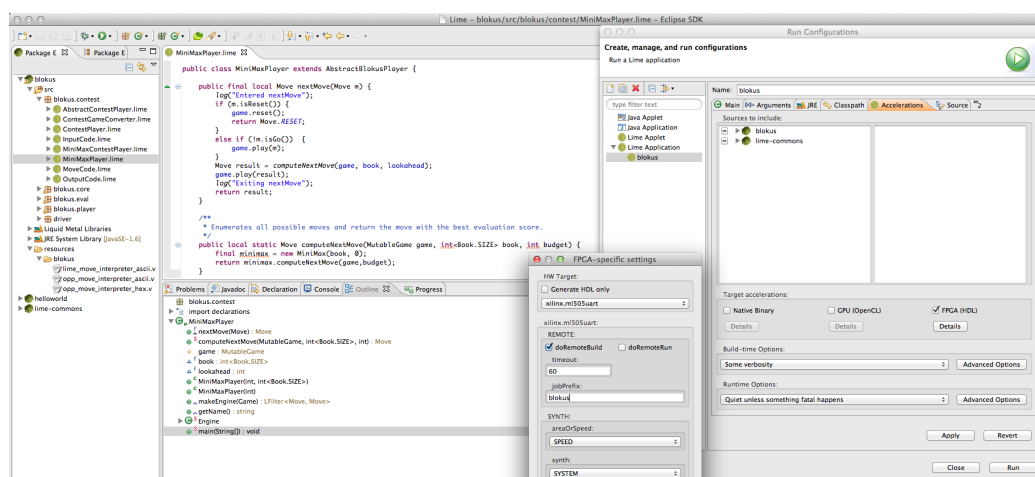 Lime – blokus/src/blokus/contest/MiniMaxPlayer.lime – Eclipse SDK
Package E
Package E
blokus
src
blokus.contest
AbstractContestPlayer.lime
ContestGameConverter.lime
ContestPlayer.lime
InputCode.lime
MiniMaxContestPlayer.lime
MiniMaxPlayer.lime
MoveCode.lime
OutputCode.lime
blokus.core
blokus.eval
blokus.player
driver
Liquid Metal Libraries
JRE System Library [JavaSE-1.6]
resources
blokus
lime_move_interpreter_ascii.v
opp_move_interpreter_ascii.v
opp_move_interpreter_hex.v
helloworld
lime-commons
MiniMaxPlayer.lime
public class MiniMaxPlayer extends AbstractBlokusPlayer {
public final local Move nextMove(Move m) {
log("Entered nextMove");
if (m.isReset()) {
game.reset();
return Move.RESET;
}
else if (!m.isGo()) {
game.play(m);
}
Move result = computeNextMove(game, book, lookahead);
game.play(result);
log("Exiting nextMove");
return result;
}
/**
* Enumerates all possible moves and return the move with the best evaluation score.
*/
public local static Move computeNextMove(MutableGame game, int<Book.SIZE> book, int budget) {
final minimax = new MiniMax(book, 0);
return minimax.computeNextMove(game,budget);
}
Problems Javadoc Declaration Console Outline Progress
blokus.contest
import declarations
MiniMaxPlayer
nextMove(Move) : Move
computeNextMove(MutableGame, int<Book.SIZE>, int) : Move
game : MutableGame
book : int<Book.SIZE>
lookahead : int
MiniMaxPlayer(int, int<Book.SIZE>)
MiniMaxPlayer(int)
makeEngine(Game) : LFilter<Move, Move>
getName() : string
Engine
main(String[]) : void
FPGA-specific settings
HW Target:
Generate HDL only
xilinx.ml505uart
xilinx.ml505uart:
REMOTE:
doRemoteBuild doRemoteRun
timeout:
60
jobPrefix:
blokus
SYNTH:
areaOrSpeed:
SPEED
synth:
SYSTEM
Run Configurations
Create, manage, and run configurations
Run a Lime application
type filter text
Java Applet
Java Application
Lime Applet
Lime Application
blokus
Name: blokus
Main Arguments JRE Classpath Accelerations Source »2
Sources to include:
blokus
lime-commons
Target accelerations:
Native Binary GPU (OpenCL) FPGA (HDL)
Details Details Details
Build-time Options:
Some verbosity Advanced Options
Runtime Options:
Quiet unless something fatal happens Advanced Options
Apply Revert
Close Run